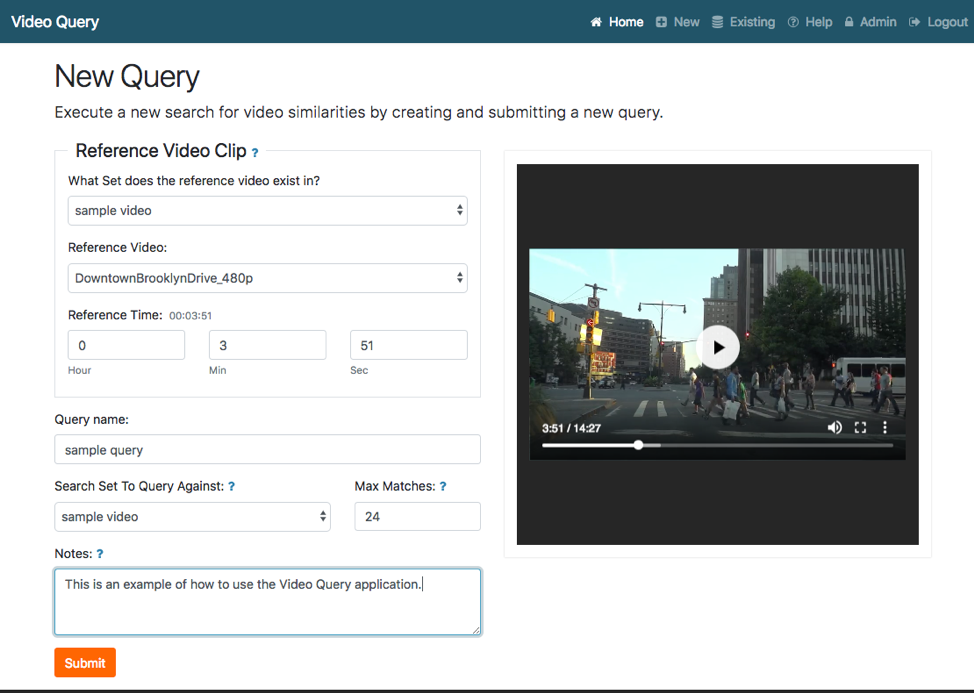 Video Query
Home New Existing Help Admin Logout
New Query
Execute a new search for video similarities by creating and submitting a new query.
Reference Video Clip ?
What Set does the reference video exist in?
sample video
Reference Video:
DowntownBrooklynDrive_480p
Reference Time: 00:03:51
0 3 51
Hour Min Sec
3:51 / 14:27
Query name:
sample query
Search Set To Query Against: ? Max Matches: ?
sample video 24
Notes: ?
This is an example of how to use the Video Query application.
Submit